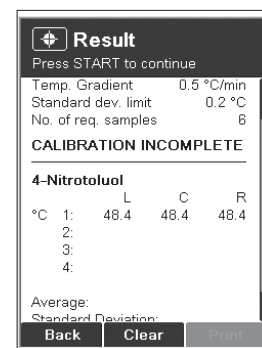 Result
Press START to continue
Temp. Gradient 0.5 °C/min
Standard dev. limit 0.2 °C
No. of req. samples 6
CALIBRATION INCOMPLETE
4-Nitrotoluol
L C R
°C 1: 48.4 48.4 48.4
2:
3:
4:
Average:
Standard Deviation:
Back Clear Print